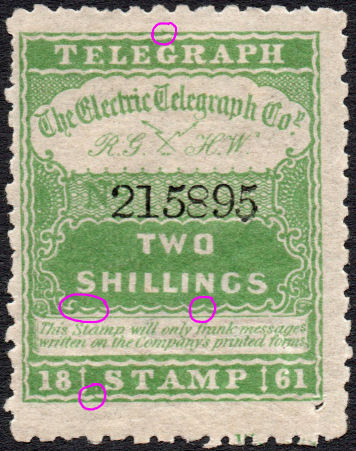 TELEGRAPH
The Electric Telegraph Coy
R.G H.W
No
215895
TWO
SHILLINGS
This Stamp will only frank messages
written on the Company's printed forms
18 STAMP 61